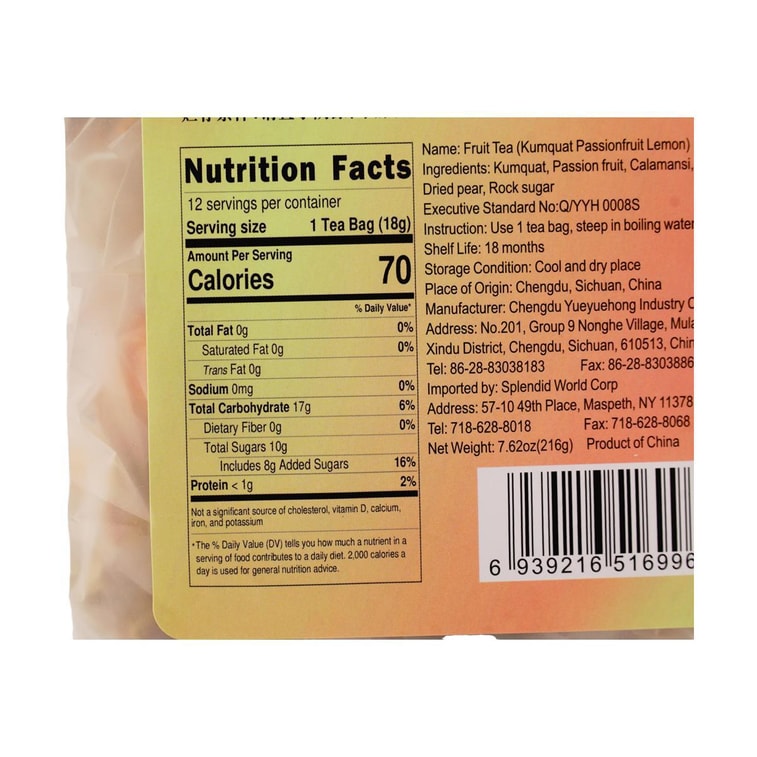 Nutrition Facts
12 servings per container
Serving size 1 Tea Bag (18g)
Amount Per Serving
Calories 70
% Daily Value*
Total Fat 0g 0%
Saturated Fat 0g 0%
Trans Fat 0g
Sodium 0mg 0%
Total Carbohydrate 17g 6%
Dietary Fiber 0g 0%
Total Sugars 10g
Includes 8g Added Sugars 16%
Protein < 1g 2%
Not a significant source of cholesterol, vitamin D, calcium,
iron, and potassium
*The % Daily Value (DV) tells you how much a nutrient in a
serving of food contributes to a daily diet. 2,000 calories a
day is used for general nutrition advice.
Name: Fruit Tea (Kumquat Passionfruit Lemon)
Ingredients: Kumquat, Passion fruit, Calamansi,
Dried pear, Rock sugar
Executive Standard No:Q/YYH 0008S
Instruction: Use 1 tea bag, steep in boiling water
Shelf Life: 18 months
Storage Condition: Cool and dry place
Place of Origin: Chengdu, Sichuan, China
Manufacturer: Chengdu Yueyuehong Industry C
Address: No.201, Group 9 Nonghe Village, Mula
Xindu District, Chengdu, Sichuan, 610513, Chin
Tel: 86-28-83038183 Fax: 86-28-8303886
Imported by: Splendid World Corp
Address: 57-10 49th Place, Maspeth, NY 11378
Tel: 718-628-8018 Fax: 718-628-8068
Net Weight: 7.62oz(216g) Product of China
6 939216 516996